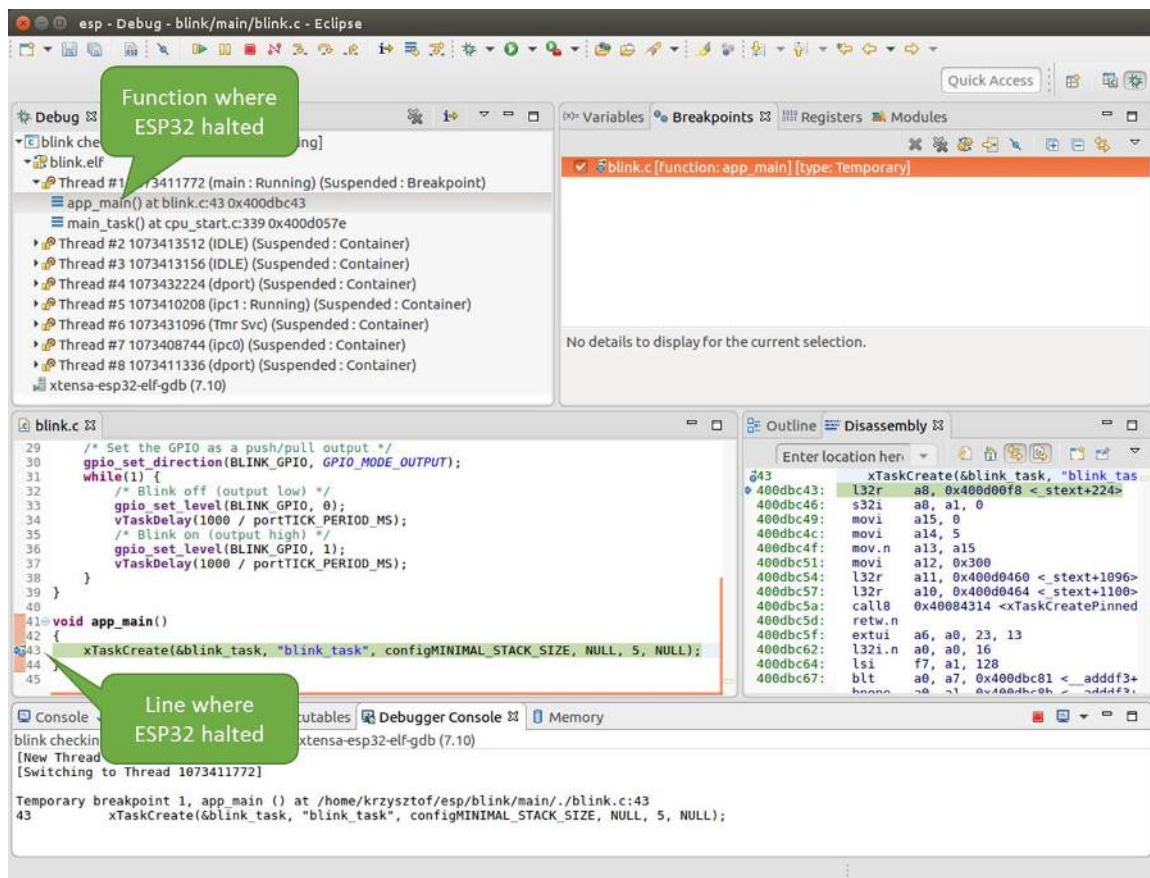 esp - Debug - blink/main/blink.c - Eclipse
Quick Access
Function where
ESP32 halted
Debug
blink che
ing]
blink.elf
Thread #1 1073411772 (main : Running) (Suspended : Breakpoint)
app_main() at blink.c:43 0x400dbc43
main_task() at cpu_start.c:339 0x400d057e
Thread #2 1073413512 (IDLE) (Suspended : Container)
Thread #3 1073413156 (IDLE) (Suspended : Container)
Thread #4 1073432224 (dport) (Suspended : Container)
Thread #5 1073410208 (ipc1 : Running) (Suspended : Container)
Thread #6 1073431096 (Tmr Svc) (Suspended : Container)
Thread #7 1073408744 (ipc0) (Suspended : Container)
Thread #8 1073411336 (dport) (Suspended : Container)
xtensa-esp32-elf-gdb (7.10)
(x)= Variables Breakpoints Registers Modules
blink.c [function: app_main] [type: Temporary]
No details to display for the current selection.
blink.c
29 /* Set the GPIO as a push/pull output */
30 gpio_set_direction(BLINK_GPIO, GPIO_MODE_OUTPUT);
31 while(1) {
32 /* Blink off (output low) */
33 gpio_set_level(BLINK_GPIO, 0);
34 vTaskDelay(1000 / portTICK_PERIOD_MS);
35 /* Blink on (output high) */
36 gpio_set_level(BLINK_GPIO, 1);
37 vTaskDelay(1000 / portTICK_PERIOD_MS);
38 }
39 }
40
41 void app_main()
42 {
43 xTaskCreate(&blink_task, "blink_task", configMINIMAL_STACK_SIZE, NULL, 5, NULL);
44
45
Line where
ESP32 halted
Outline Disassembly
Enter location her
43 xTaskCreate(&blink_task, "blink_tas
400dbc43: l32r a8, 0x400d00f8 <_stext+224>
400dbc46: s32i a8, a1, 0
400dbc49: movi a15, 0
400dbc4c: movi a14, 5
400dbc4f: mov.n a13, a15
400dbc51: movi a12, 0x300
400dbc54: l32r a11, 0x400d0460 <_stext+1096>
400dbc57: l32r a10, 0x400d0464 <_stext+1100>
400dbc5a: call8 0x40084314 <xTaskCreatePinned
400dbc5d: retw.n
400dbc5f: extui a6, a0, 23, 13
400dbc62: l32i.n a0, a0, 16
400dbc64: lsi f7, a1, 128
400dbc67: blt a0, a7, 0x400dbc81 <__adddf3+
Console
cutables Debugger Console Memory
blink checkin
xtensa-esp32-elf-gdb (7.10)
[New Thread
[Switching to Thread 1073411772]
Temporary breakpoint 1, app_main () at /home/krzysztof/esp/blink/main/./blink.c:43
43 xTaskCreate(&blink_task, "blink_task", configMINIMAL_STACK_SIZE, NULL, 5, NULL);